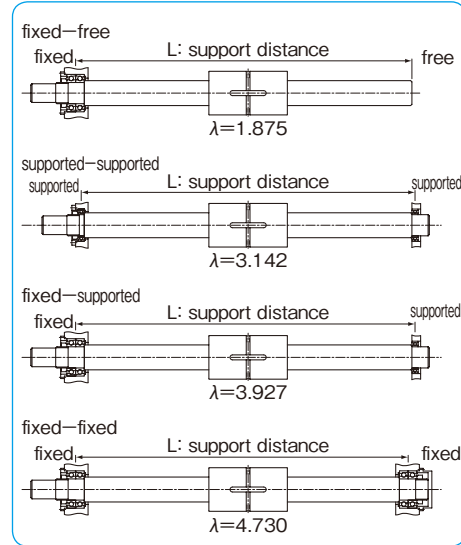 fixed—free
fixed L: support distance free
λ=1.875
supported—supported
supported L: support distance supported
λ=3.142
fixed—supported
fixed L: support distance supported
λ=3.927
fixed—fixed
fixed L: support distance fixed
λ=4.730